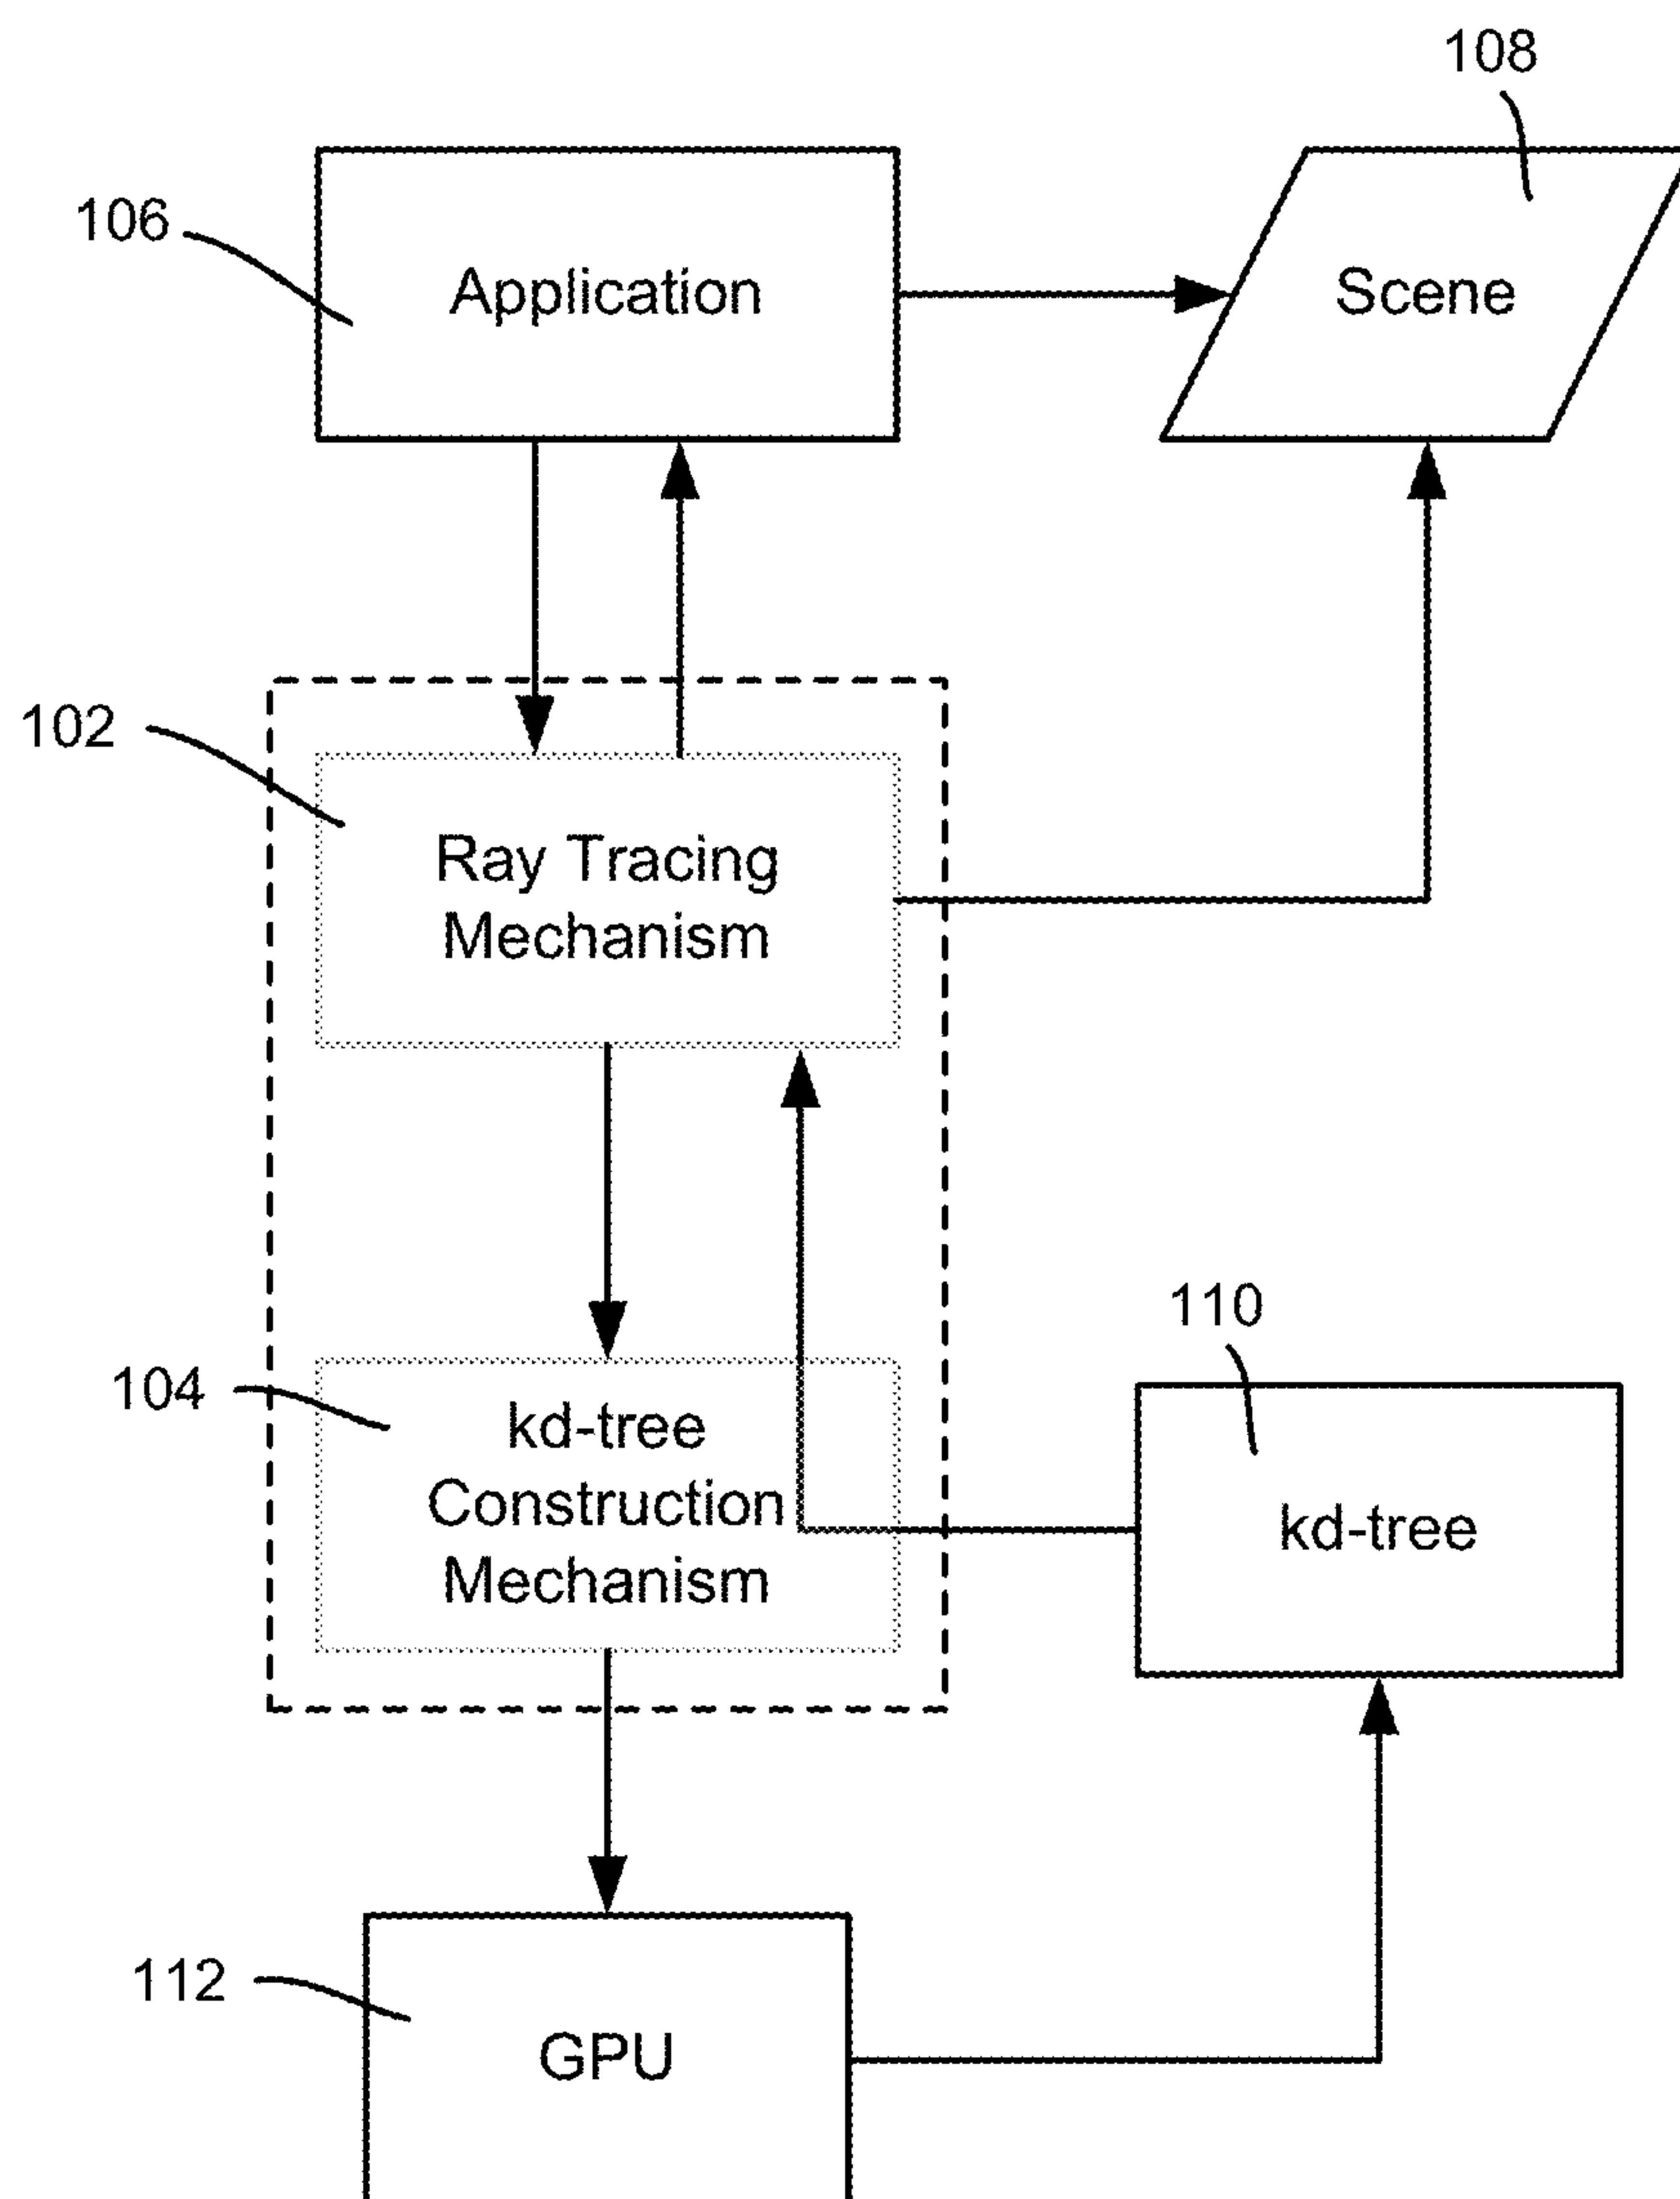 108
106
Application
Scene
102
Ray Tracing
Mechanism
110
104
kd-tree
Construction
Mechanism
kd-tree
112
GPU